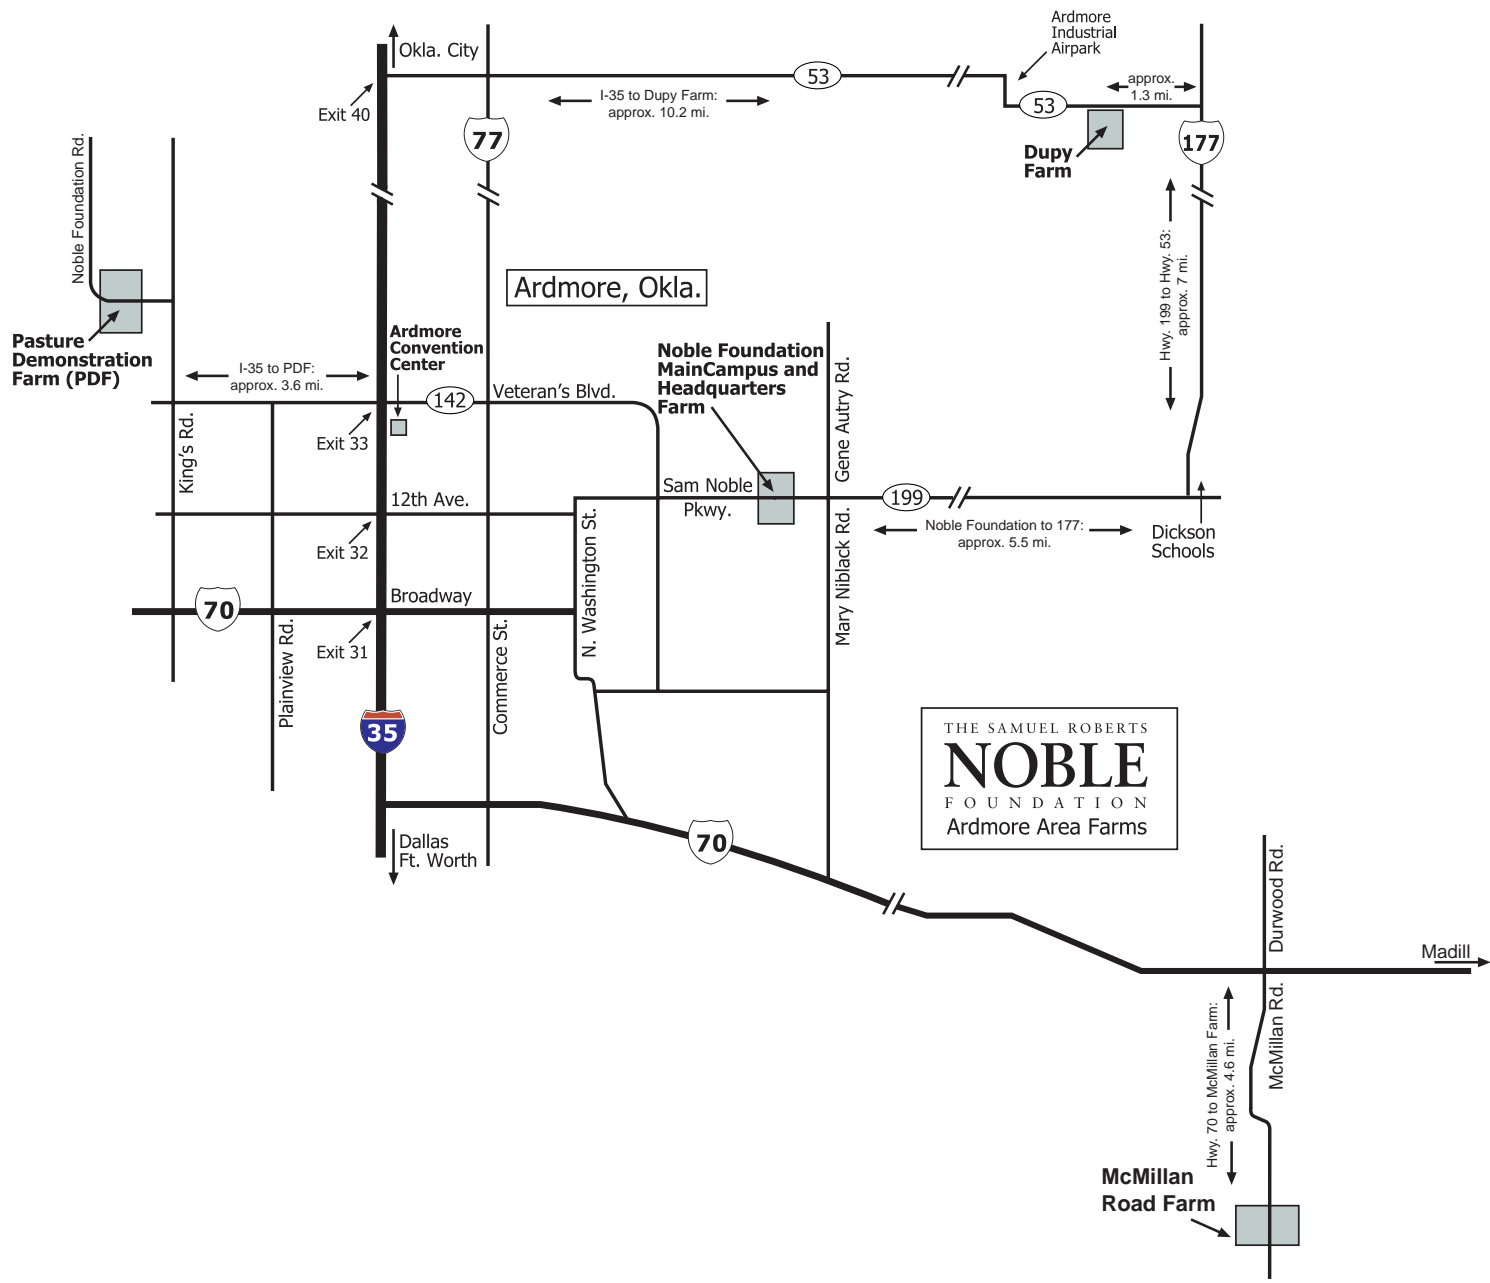 Okla. City
Exit 40
77
I-35 to Dupy Farm:
approx. 10.2 mi.
53
Ardmore
Industrial
Airpark
53
approx.
1.3 mi.
177
Dupy
Farm
Hwy. 199 to Hwy. 53:
approx. 7 mi.
Noble Foundation Rd.
Pasture
Demonstration
Farm (PDF)
I-35 to PDF:
approx. 3.6 mi.
Ardmore, Okla.
Ardmore
Convention
Center
142
Veteran's Blvd.
Exit 33
King's Rd.
Noble Foundation
MainCampus and
Headquarters
Farm
Gene Autry Rd.
12th Ave.
Exit 32
Sam Noble
Pkwy.
199
Noble Foundation to 177:
approx. 5.5 mi.
Dickson
Schools
N. Washington St.
Mary Niblack Rd.
70
Broadway
Exit 31
Plainview Rd.
Commerce St.
35
Dallas
Ft. Worth
70
THE SAMUEL ROBERTS
NOBLE
FOUNDATION
Ardmore Area Farms
Durwood Rd.
Madill
McMillan Rd.
Hwy. 70 to McMillan Farm:
approx. 4.6 mi.
McMillan
Road Farm